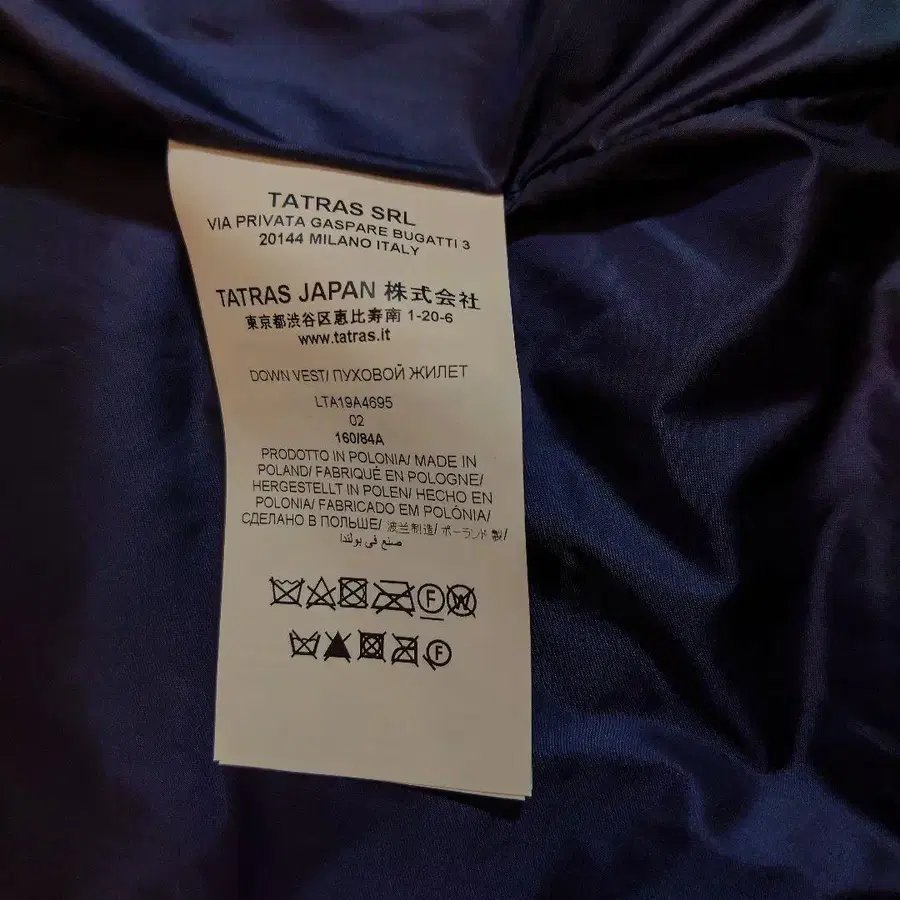 TATRAS SRL
VIA PRIVATA GASPARE BUGATTI 3
20144 MILANO ITALY
TATRAS JAPAN 株式会社
東京都渋谷区恵比寿南 1-20-6
www.tatras.it
DOWN VEST/ ПУХОВОЙ ЖИЛЕТ
LTA19A4695
02
160/84A
PRODOTTO IN POLONIA/ MADE IN
POLAND/ FABRIQUÉ EN POLOGNE/
HERGESTELLT IN POLEN/ HECHO EN
POLONIA/ FABRICADO EM POLÓNIA/
СДЕЛАНО В ПОЛЬШЕ/ 波兰制造/ ポーランド 製/
صنع في بولندا
F W
F